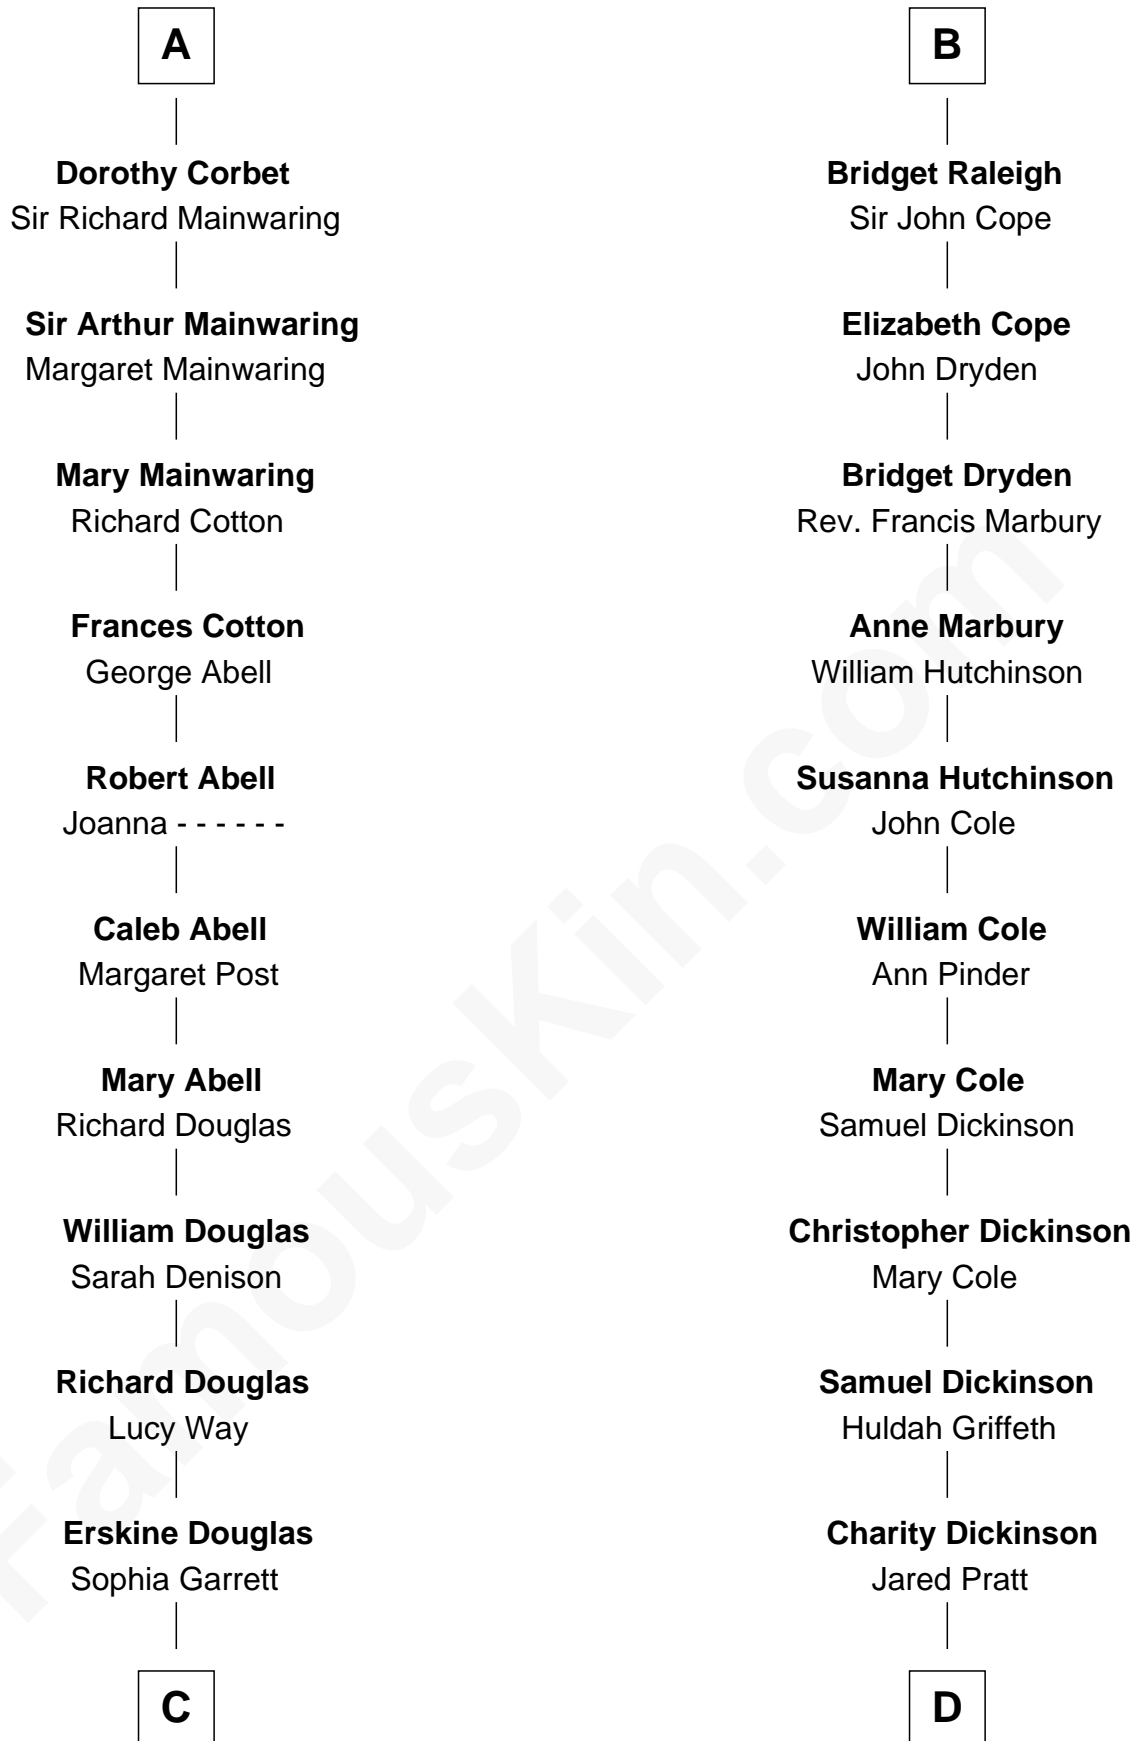 A
Dorothy Corbet
Sir Richard Mainwaring
Sir Arthur Mainwaring
Margaret Mainwaring
Mary Mainwaring
Richard Cotton
Frances Cotton
George Abell
Robert Abell
Joanna - - - - - -
Caleb Abell
Margaret Post
Mary Abell
Richard Douglas
William Douglas
Sarah Denison
Richard Douglas
Lucy Way
Erskine Douglas
Sophia Garrett
C
B
Bridget Raleigh
Sir John Cope
Elizabeth Cope
John Dryden
Bridget Dryden
Rev. Francis Marbury
Anne Marbury
William Hutchinson
Susanna Hutchinson
John Cole
William Cole
Ann Pinder
Mary Cole
Samuel Dickinson
Christopher Dickinson
Mary Cole
Samuel Dickinson
Huldah Griffeth
Charity Dickinson
Jared Pratt
D
FamousKin.com